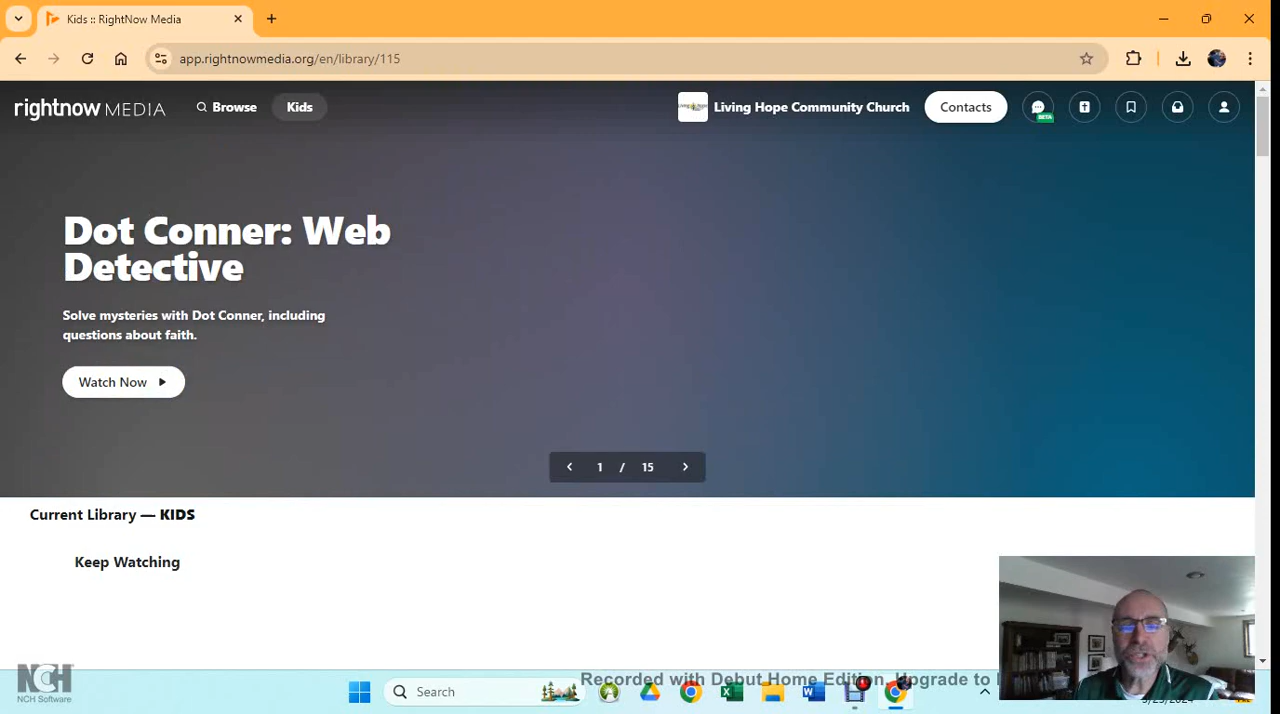 Kids :: RightNow Media
app.rightnowmedia.org/en/library/115
rightnow MEDIA
Browse
Kids
Living Hope Community Church
Contacts
BETA
Dot Conner: Web
Detective
Solve mysteries with Dot Conner, including
questions about faith.
Watch Now
1 / 15
Current Library — KIDS
Keep Watching
NCH
NCH Software
Search
Recorded with Debut Home Edition. Upgrade to